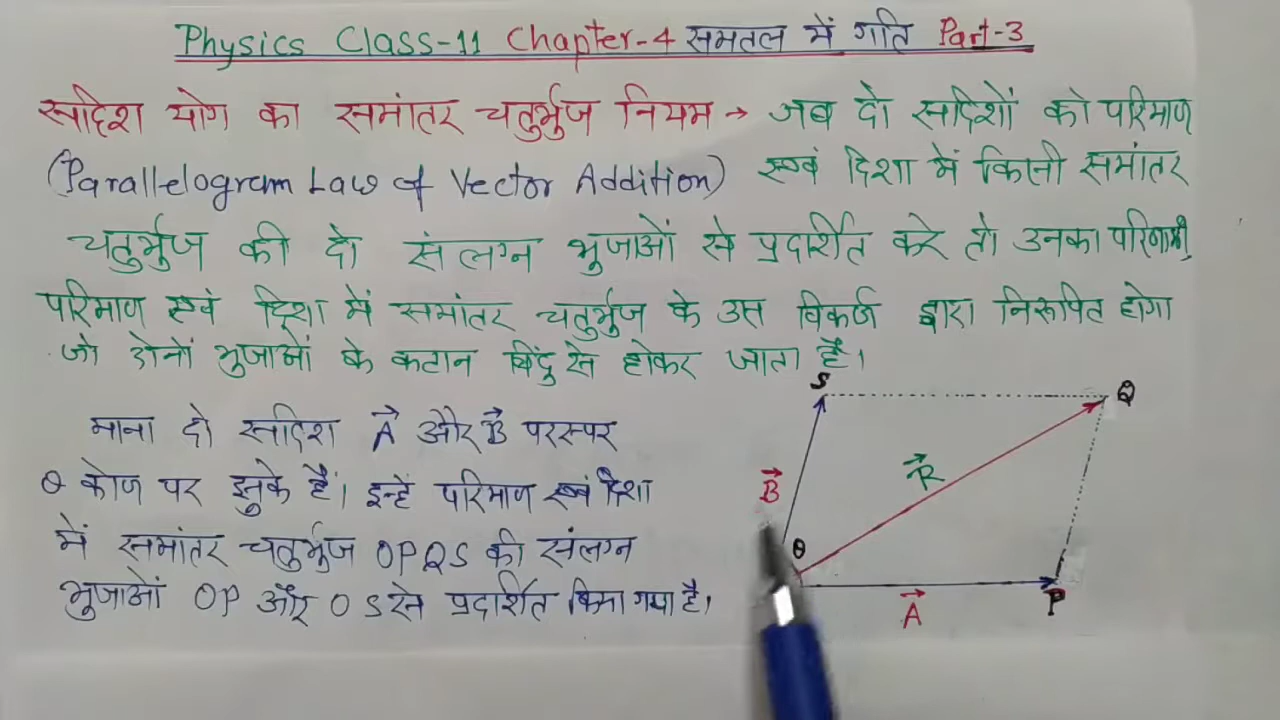 Physics Class-11 Chapter-4 समतल में गति Part-3
सदिश योग का समांतर चतुर्भुज नियम → जब दो सदिशों को परिमाण
(Parallelogram Law of Vector Addition) एवं दिशा में किसी समांतर
चतुर्भुज की दो संलग्न भुजाओं से प्रदर्शित करे तो उनका परिणामी
परिमाण एवं दिशा में समांतर चतुर्भुज के उस विकर्ण द्वारा निरूपित होगा
जो दोनों भुजाओं के कटान बिंदु से होकर जाता है।
माना दो सदिश A⃗ और B⃗ परस्पर
θ कोण पर झुके हैं। इन्हें परिमाण एवं दिशा
में समांतर चतुर्भुज OPQS की संलग्न
भुजाओं OP और OS से प्रदर्शित किया गया है।
S
Q
R⃗
B⃗
θ
P
A⃗